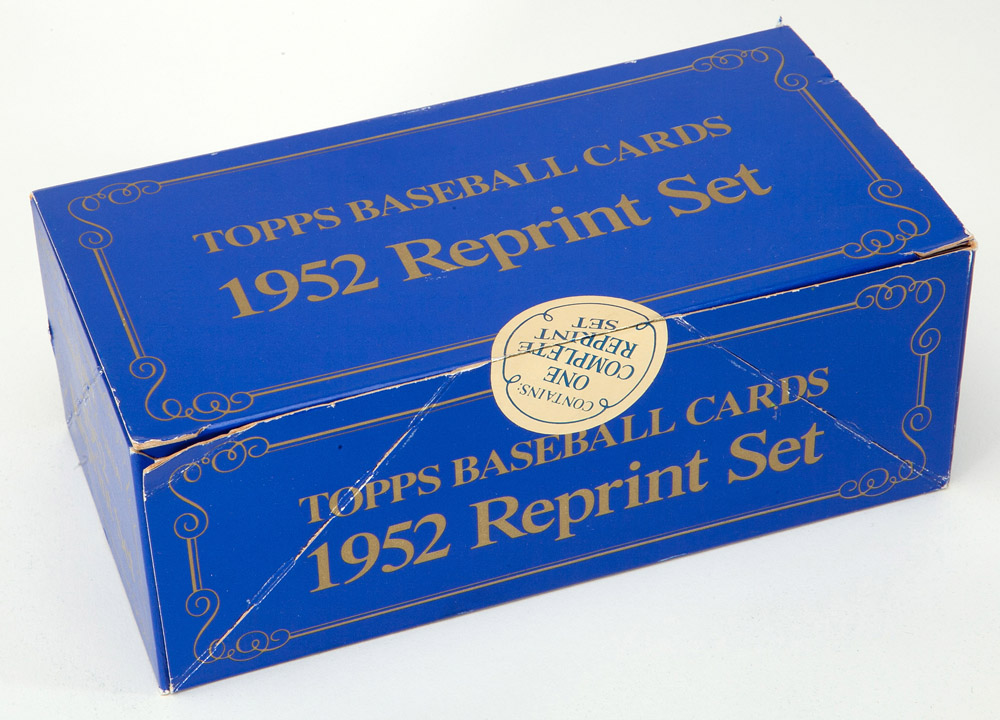 TOPPS BASEBALL CARDS
1952 Reprint Set
CONTAINS:
ONE
COMPLETE
REPRINT
SET
TOPPS BASEBALL CARDS
1952 Reprint Set